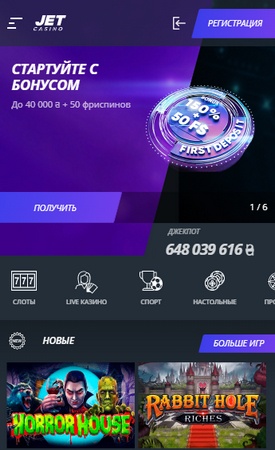 JET
CASINO
РЕГИСТРАЦИЯ
СТАРТУЙТЕ С
БОНУСОМ
До 40 000 ₴ + 50 фриспинов
BONUS
150%
50 FS
FIRST DEPOSIT
ПОЛУЧИТЬ
1 / 6
ДЖЕКПОТ
648 039 616 ₴
777
СЛОТЫ
LIVE КАЗИНО
СПОРТ
НАСТОЛЬНЫЕ
NEW
НОВЫЕ
БОЛЬШЕ ИГР
HORROR HOUSE
RABBIT HOLE
RICHES